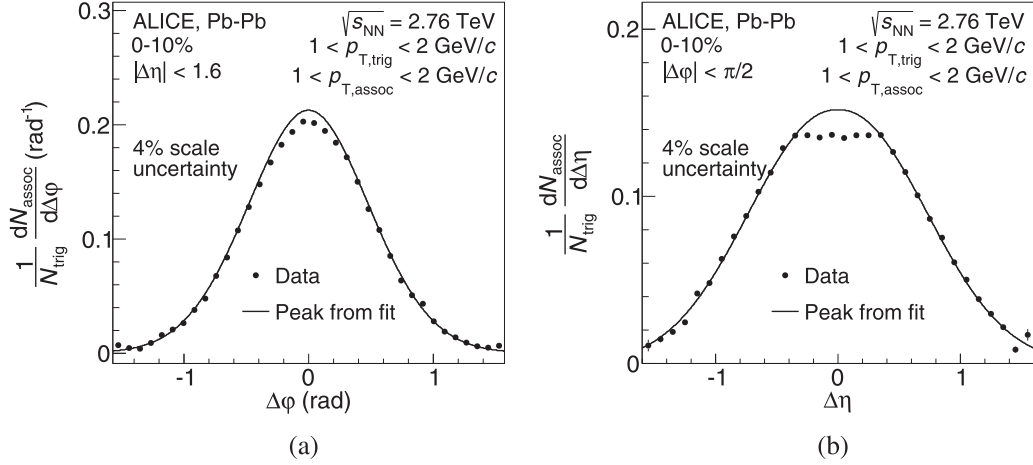 ALICE, Pb-Pb
0-10%
|Δη| < 1.6
√sNN = 2.76 TeV
1 < pT,trig < 2 GeV/c
1 < pT,assoc < 2 GeV/c
4% scale
uncertainty
Data
Peak from fit
1/Ntrig dNassoc/dΔφ (rad⁻¹)
0.3
0.2
0.1
0
-1 0 1
Δφ (rad)
(a)
ALICE, Pb-Pb
0-10%
|Δφ| < π/2
√sNN = 2.76 TeV
1 < pT,trig < 2 GeV/c
1 < pT,assoc < 2 GeV/c
4% scale
uncertainty
Data
Peak from fit
1/Ntrig dNassoc/dΔη
0.2
0.1
0
-1 0 1
Δη
(b)